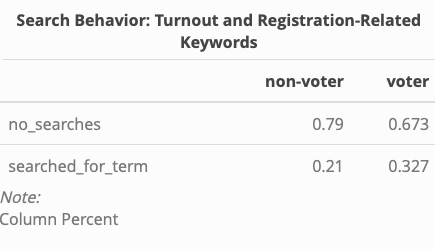 Search Behavior: Turnout and Registration-Related
Keywords
non-voter voter
no_searches 0.79 0.673
searched_for_term 0.21 0.327
Note:
Column Percent